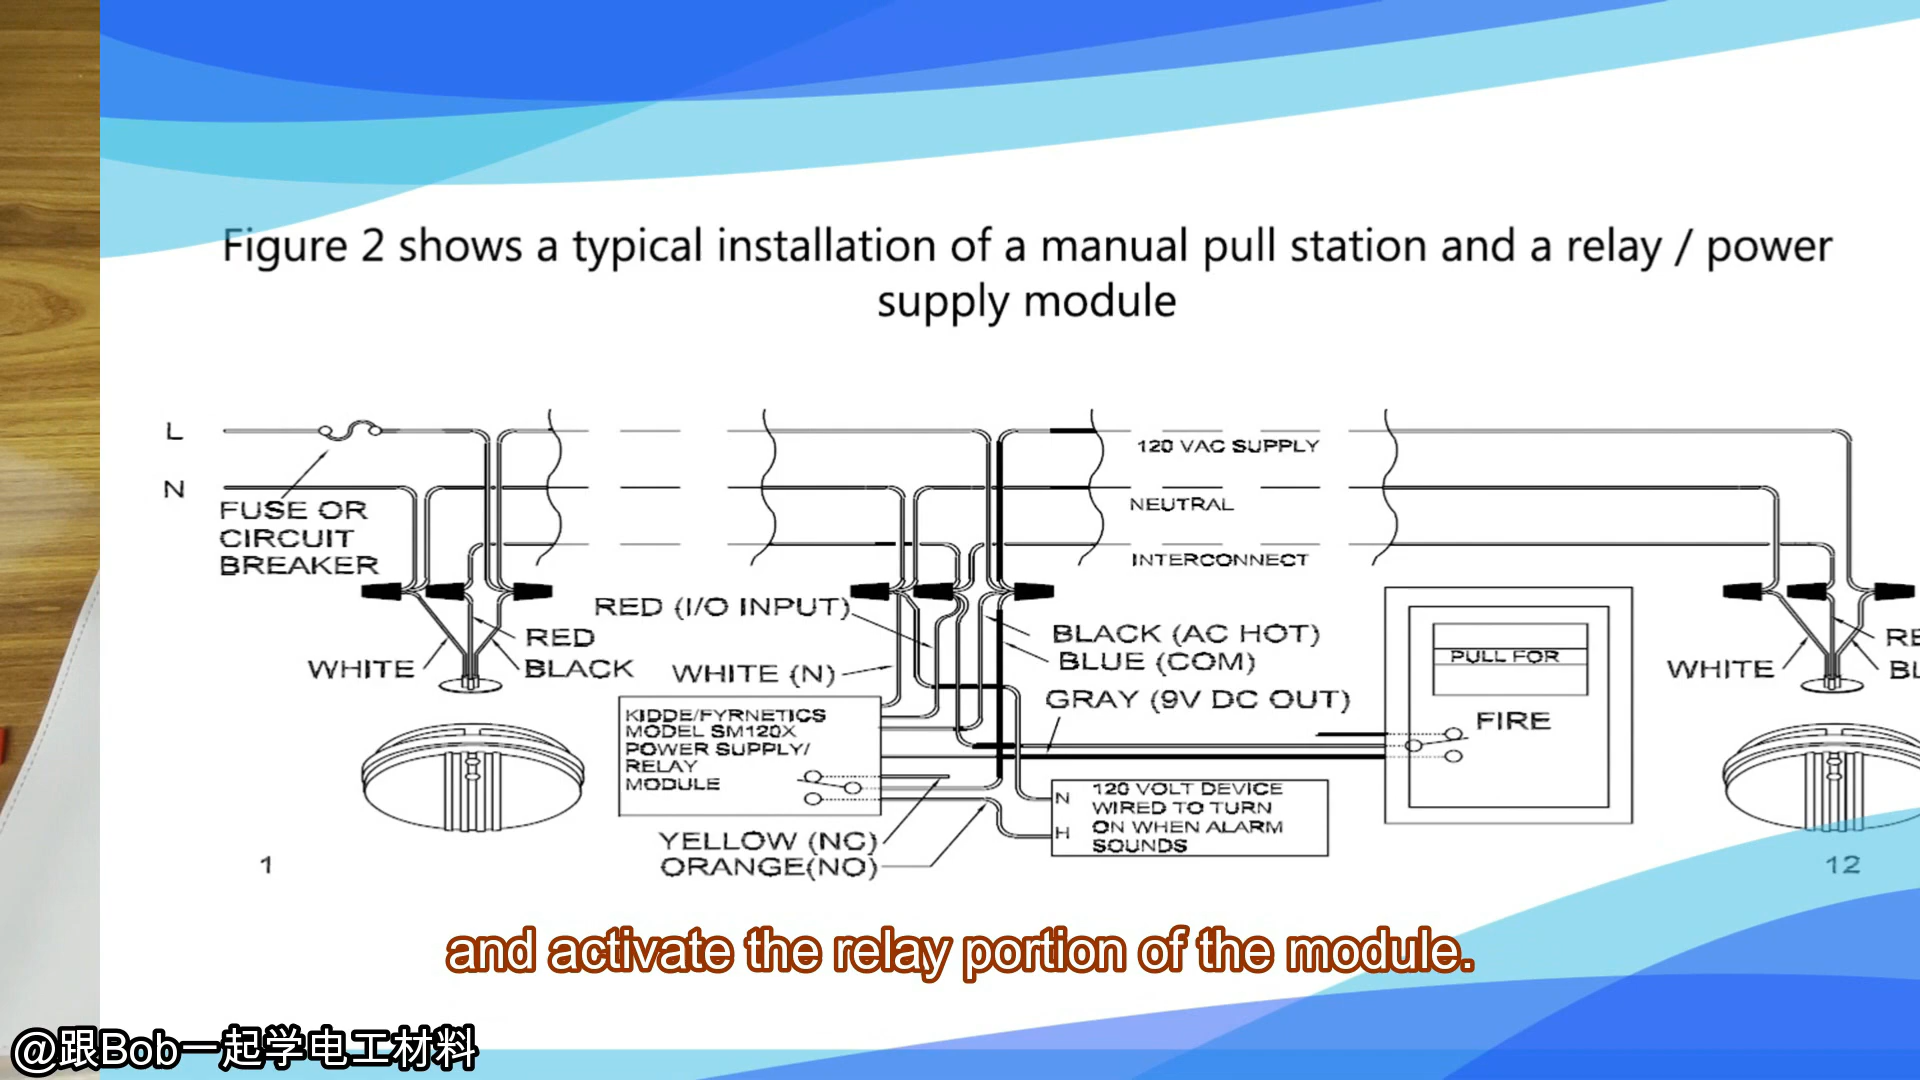 Figure 2 shows a typical installation of a manual pull station and a relay / power
supply module
L
N
FUSE OR
CIRCUIT
BREAKER
120 VAC SUPPLY
NEUTRAL
INTERCONNECT
RED (I/O INPUT)
RED
WHITE
BLACK
WHITE (N)
BLACK (AC HOT)
BLUE (COM)
GRAY (9V DC OUT)
KIDDE/FYRNETICS
MODEL SM120X
POWER SUPPLY/
RELAY
MODULE
YELLOW (NC)
ORANGE(NO)
N
H
120 VOLT DEVICE
WIRED TO TURN
ON WHEN ALARM
SOUNDS
PULL FOR
FIRE
WHITE
1
12
and activate the relay portion of the module.
@跟Bob一起学电工材料